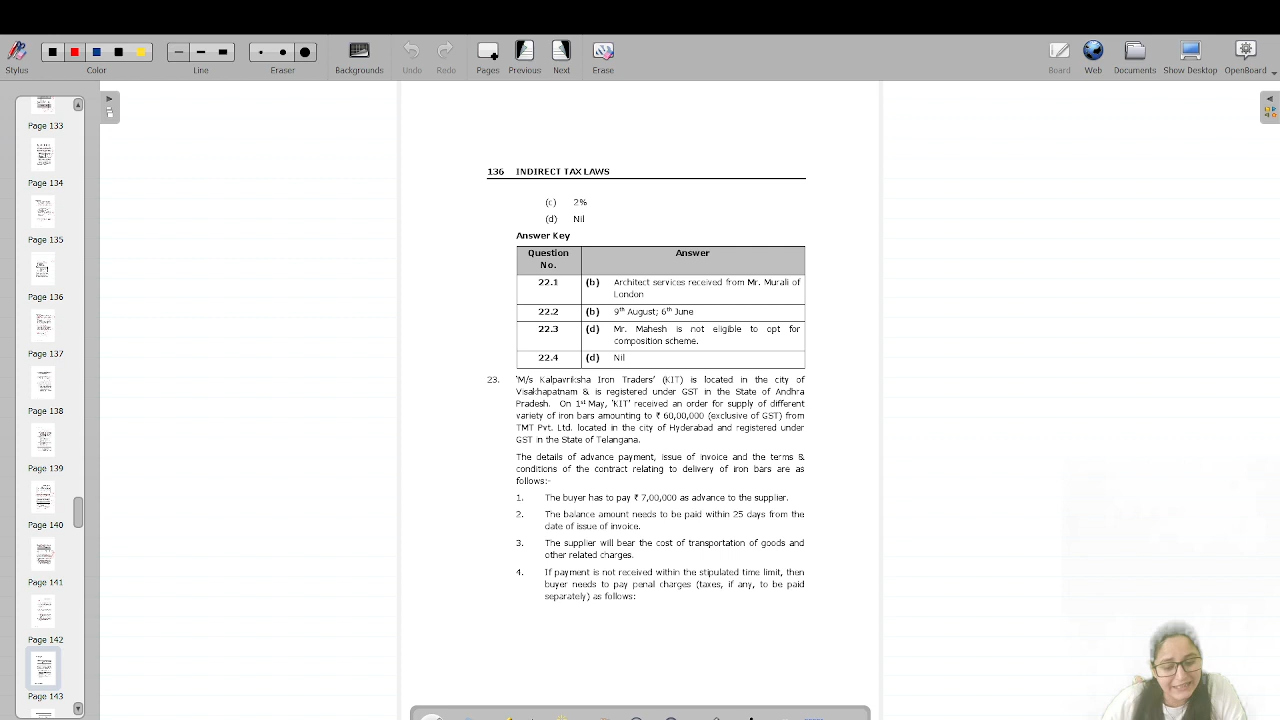 Stylus
Color
Line
Eraser
Backgrounds
Undo
Redo
Pages
Previous
Next
Erase
Board
Web
Documents
Show Desktop
OpenBoard
Page 133
Page 134
Page 135
Page 136
Page 137
Page 138
Page 139
Page 140
Page 141
Page 142
Page 143
136 INDIRECT TAX LAWS
(c) 2%
(d) Nil
Answer Key
Question No. Answer
22.1 (b) Architect services received from Mr. Murali of
London
22.2 (b) 9th August; 6th June
22.3 (d) Mr. Mahesh is not eligible to opt for
composition scheme.
22.4 (d) Nil
23. 'M/s Kalpavriksha Iron Traders' (KIT) is located in the city of
Visakhapatnam & is registered under GST in the State of Andhra
Pradesh. On 1st May, 'KIT' received an order for supply of different
variety of iron bars amounting to ₹ 60,00,000 (exclusive of GST) from
TMT Pvt. Ltd. located in the city of Hyderabad and registered under
GST in the State of Telangana.
The details of advance payment, issue of invoice and the terms &
conditions of the contract relating to delivery of iron bars are as
follows:-
1. The buyer has to pay ₹ 7,00,000 as advance to the supplier.
2. The balance amount needs to be paid within 25 days from the
date of issue of invoice.
3. The supplier will bear the cost of transportation of goods and
other related charges.
4. If payment is not received within the stipulated time limit, then
buyer needs to pay penal charges (taxes, if any, to be paid
separately) as follows: